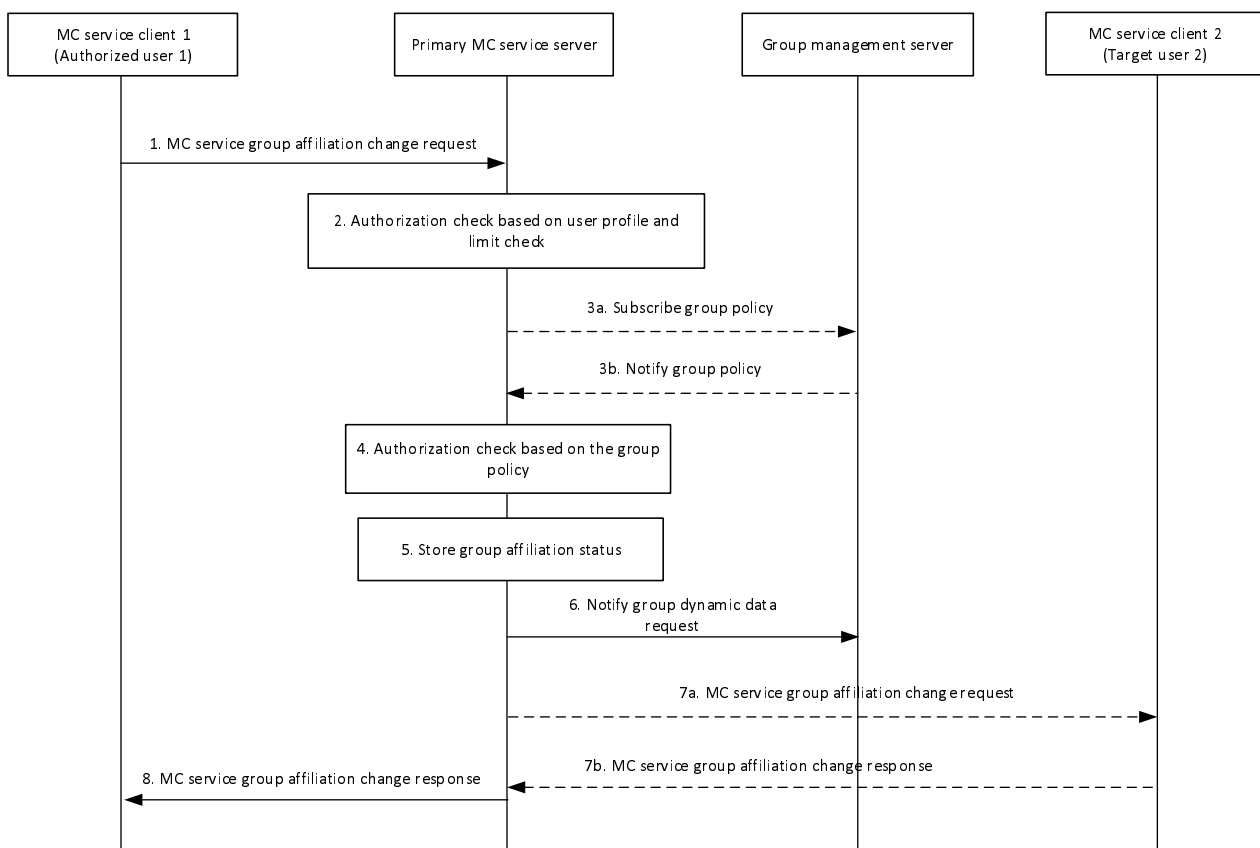 MC service client 1
(Authorized user 1)
Primary MC service server
Group management server
MC service client 2
(Target user 2)
1. MC service group affiliation change request
2. Authorization check based on user profile and
limit check
3a. Subscribe group policy
3b. Notify group policy
4. Authorization check based on the group
policy
5. Store group affiliation status
6. Notify group dynamic data
request
7a. MC service group affiliation change request
7b. MC service group affiliation change response
8. MC service group affiliation change response